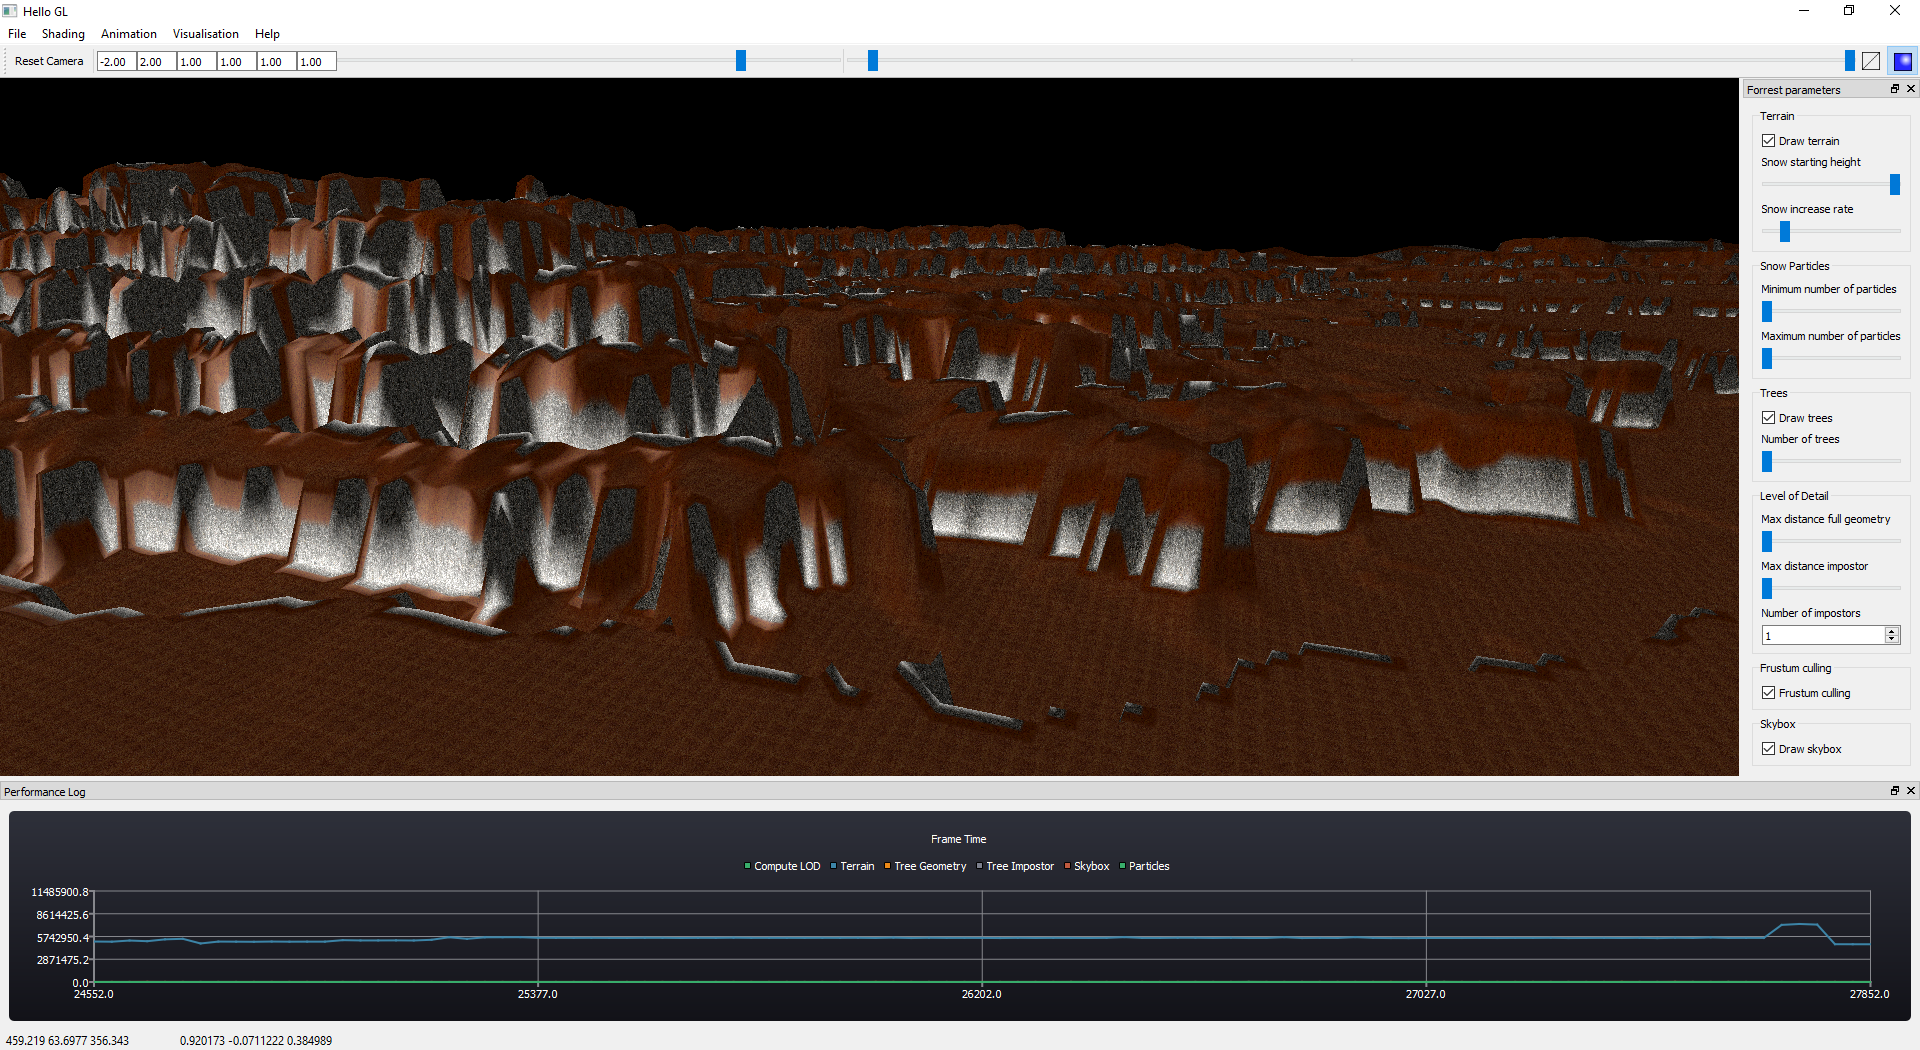 Hello GL
File Shading Animation Visualisation Help
Reset Camera -2.00 2.00 1.00 1.00 1.00 1.00
Forrest parameters
Terrain
Draw terrain
Snow starting height
Snow increase rate
Snow Particles
Minimum number of particles
Maximum number of particles
Trees
Draw trees
Number of trees
Level of Detail
Max distance full geometry
Max distance impostor
Number of impostors
1
Frustum culling
Frustum culling
Skybox
Draw skybox
Performance Log
Frame Time
Compute LOD Terrain Tree Geometry Tree Impostor Skybox Particles
11485900.8
8614425.6
5742950.4
2871475.2
0.0
24552.0 25377.0 26202.0 27027.0 27852.0
459.219 63.6977 356.343 0.920173 -0.0711222 0.384989